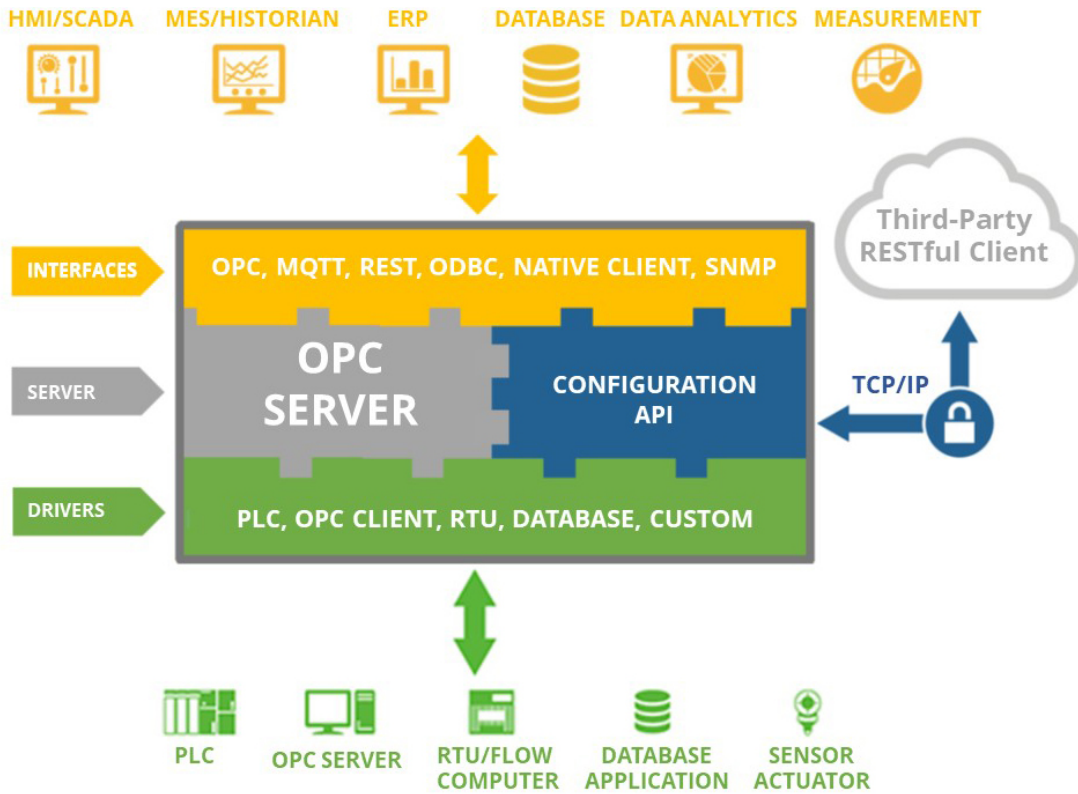 HMI/SCADA MES/HISTORIAN ERP DATABASE DATA ANALYTICS MEASUREMENT
Third-Party
RESTful Client
INTERFACES
OPC, MQTT, REST, ODBC, NATIVE CLIENT, SNMP
SERVER
OPC
SERVER
CONFIGURATION
API
TCP/IP
DRIVERS
PLC, OPC CLIENT, RTU, DATABASE, CUSTOM
PLC
OPC SERVER
RTU/FLOW
COMPUTER
DATABASE
APPLICATION
SENSOR
ACTUATOR